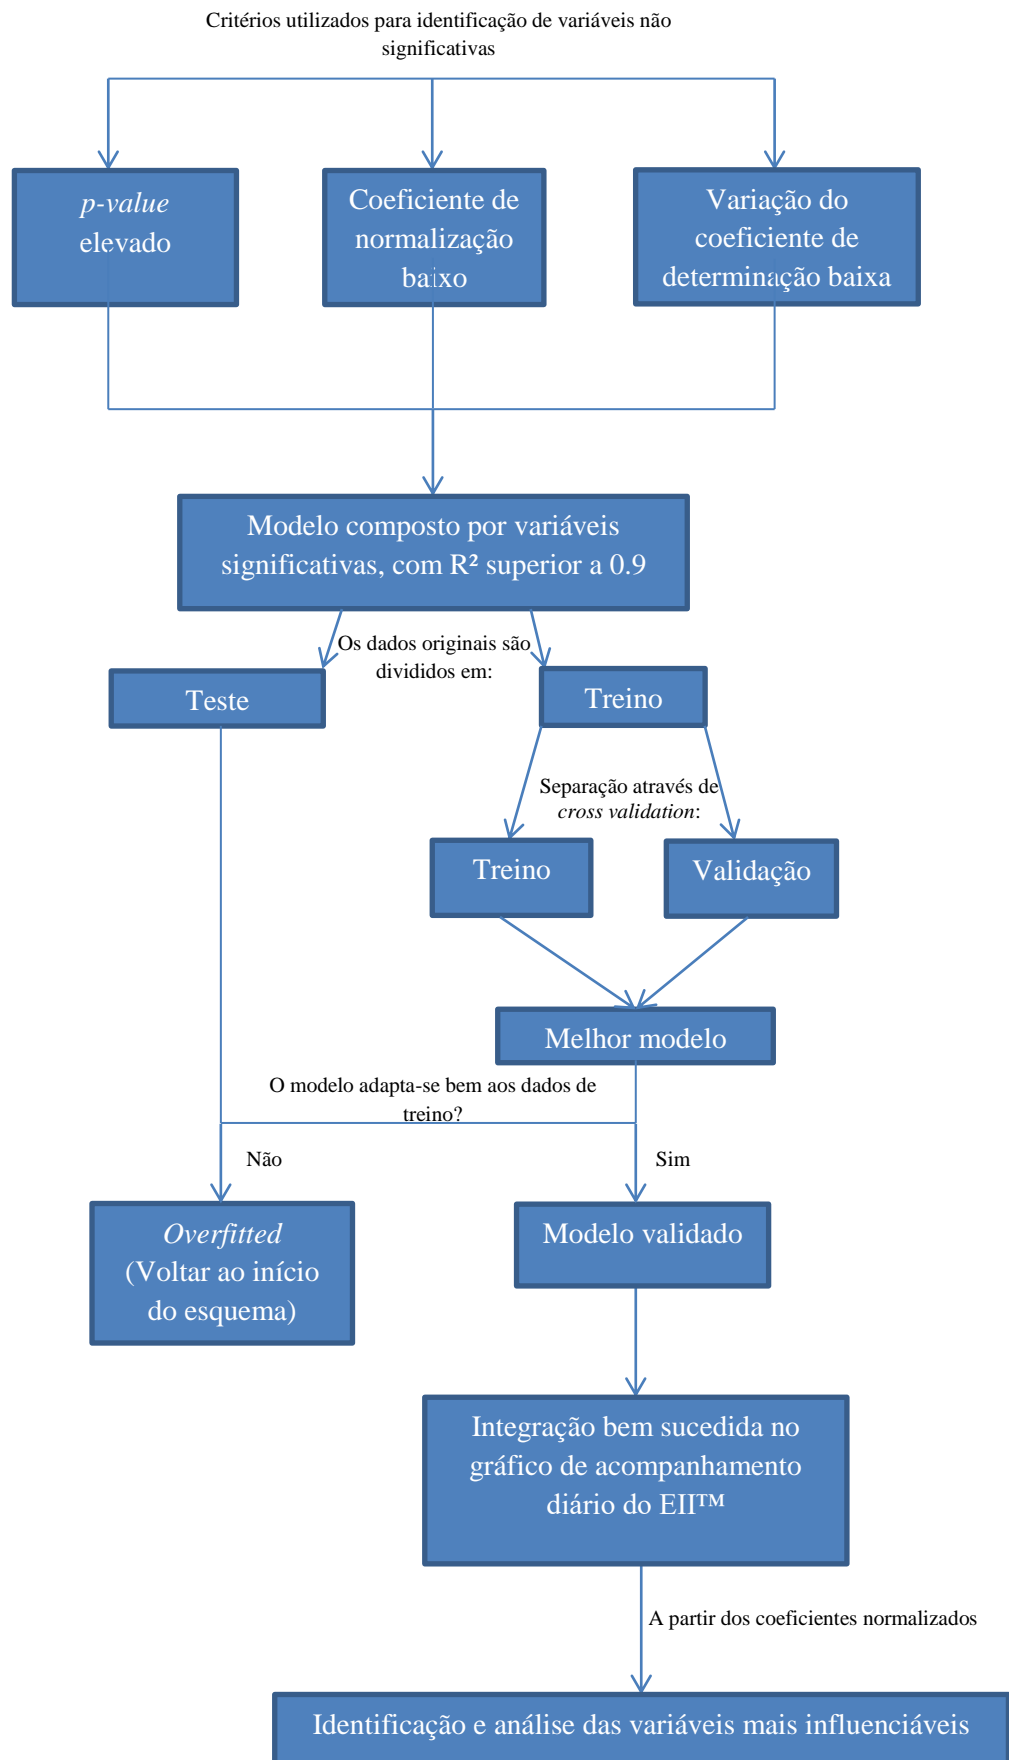 Critérios utilizados para identificação de variáveis não
significativas
p-value
elevado
Coeficiente de
normalização
baixo
Variação do
coeficiente de
determinação baixa
Modelo composto por variáveis
significativas, com R² superior a 0.9
Os dados originais são
divididos em:
Teste
Treino
Separação através de
cross validation:
Treino
Validação
Melhor modelo
O modelo adapta-se bem aos dados de
treino?
Não
Sim
Overfitted
(Voltar ao início
do esquema)
Modelo validado
Integração bem sucedida no
gráfico de acompanhamento
diário do EII™
A partir dos coeficientes normalizados
Identificação e análise das variáveis mais influenciáveis